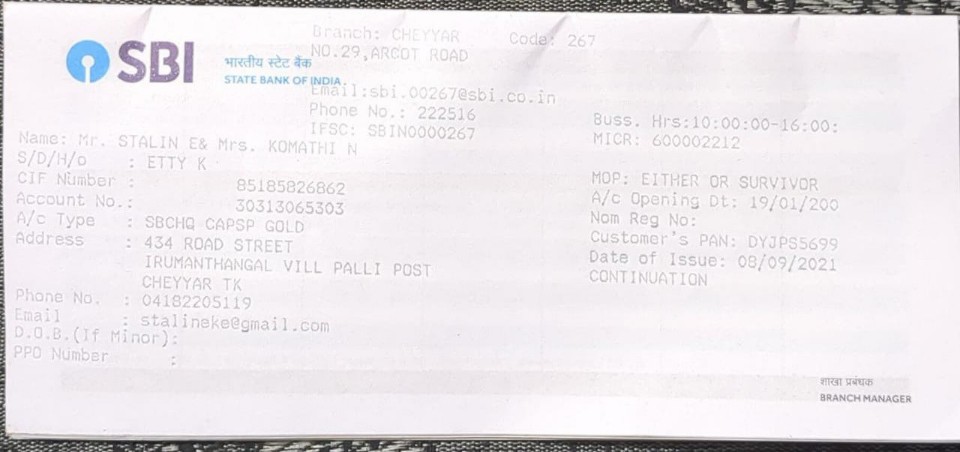 Branch: CHEYYAR Code: 267
NO.29,ARCOT ROAD
SBI
भारतीय स्टेट बैंक
STATE BANK OF INDIA
Email:sbi.00267@sbi.co.in
Phone No.: 222516
IFSC: SBIN0000267
Buss. Hrs:10:00:00-16:00:
MICR: 600002212
Name: Mr. STALIN E& Mrs. KOMATHI N
S/D/H/o : ETTY K
CIF Number : 85185826862
Account No.: 30313065303
A/c Type : SBCHQ CAPSP GOLD
Address : 434 ROAD STREET
IRUMANTHANGAL VILL PALLI POST
CHEYYAR TK
Phone No. : 04182205119
Email : stalineke@gmail.com
D.O.B.(If Minor):
PPO Number :
MOP: EITHER OR SURVIVOR
A/c Opening Dt: 19/01/200
Nom Reg No:
Customer's PAN: DYJPS5699
Date of Issue: 08/09/2021
CONTINUATION
शाखा प्रबंधक
BRANCH MANAGER